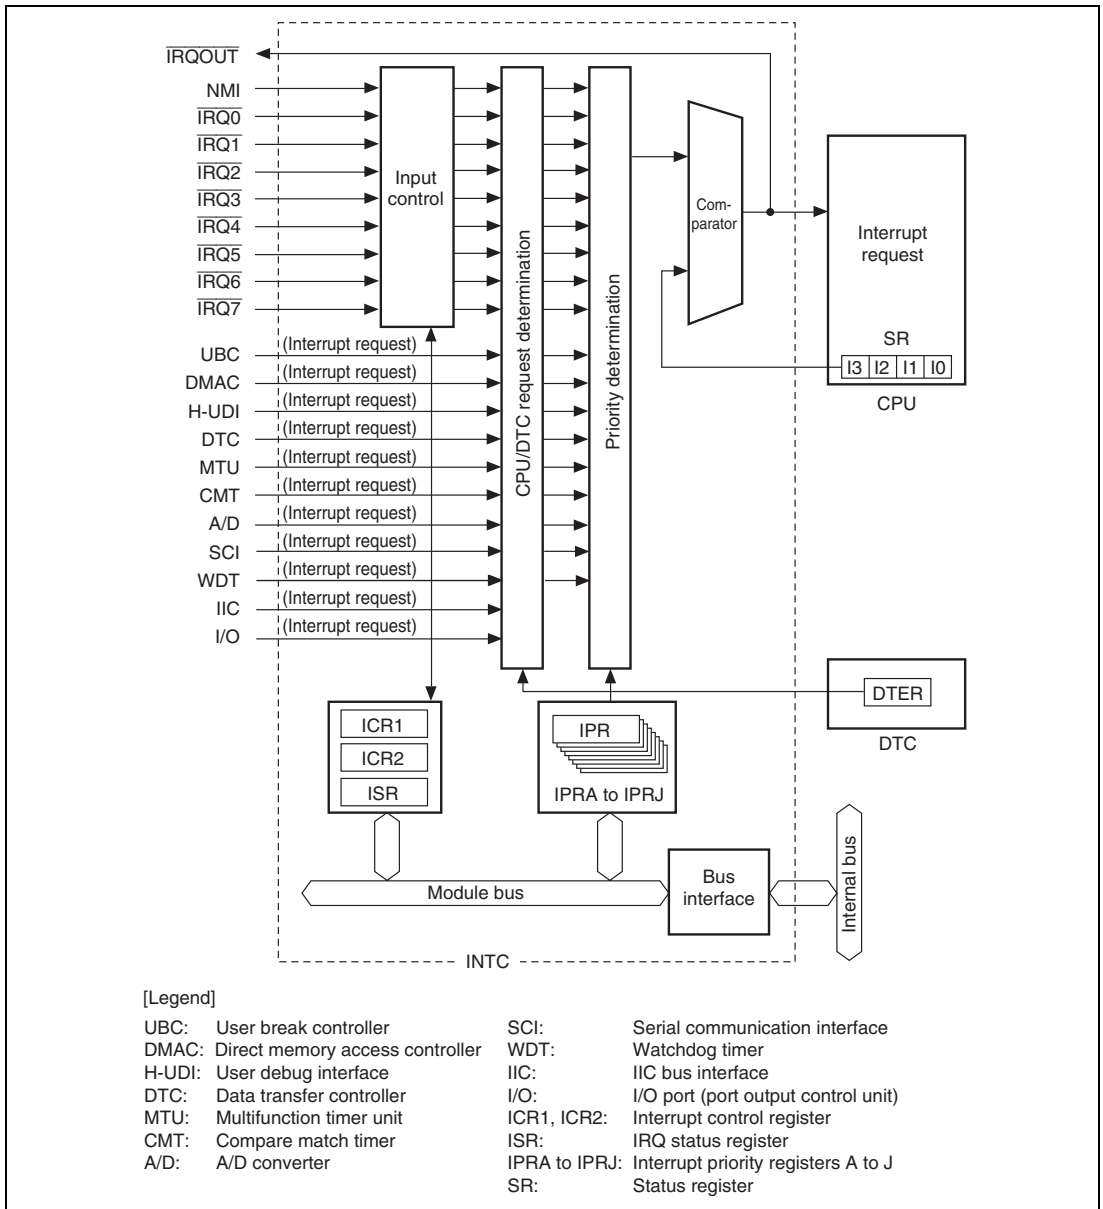 IRQOUT
NMI
IRQ0
IRQ1
IRQ2
IRQ3
IRQ4
IRQ5
IRQ6
IRQ7
Input
control
UBC (Interrupt request)
DMAC (Interrupt request)
H-UDI (Interrupt request)
DTC (Interrupt request)
MTU (Interrupt request)
CMT (Interrupt request)
A/D (Interrupt request)
SCI (Interrupt request)
WDT (Interrupt request)
IIC (Interrupt request)
I/O (Interrupt request)
CPU/DTC request determination
Priority determination
Com-
parator
Interrupt
request
SR
I3 I2 I1 I0
CPU
DTER
DTC
ICR1
ICR2
ISR
IPR
IPRA to IPRJ
Module bus
Bus
interface
Internal bus
INTC
[Legend]
UBC: User break controller
DMAC: Direct memory access controller
H-UDI: User debug interface
DTC: Data transfer controller
MTU: Multifunction timer unit
CMT: Compare match timer
A/D: A/D converter
SCI: Serial communication interface
WDT: Watchdog timer
IIC: IIC bus interface
I/O: I/O port (port output control unit)
ICR1, ICR2: Interrupt control register
ISR: IRQ status register
IPRA to IPRJ: Interrupt priority registers A to J
SR: Status register